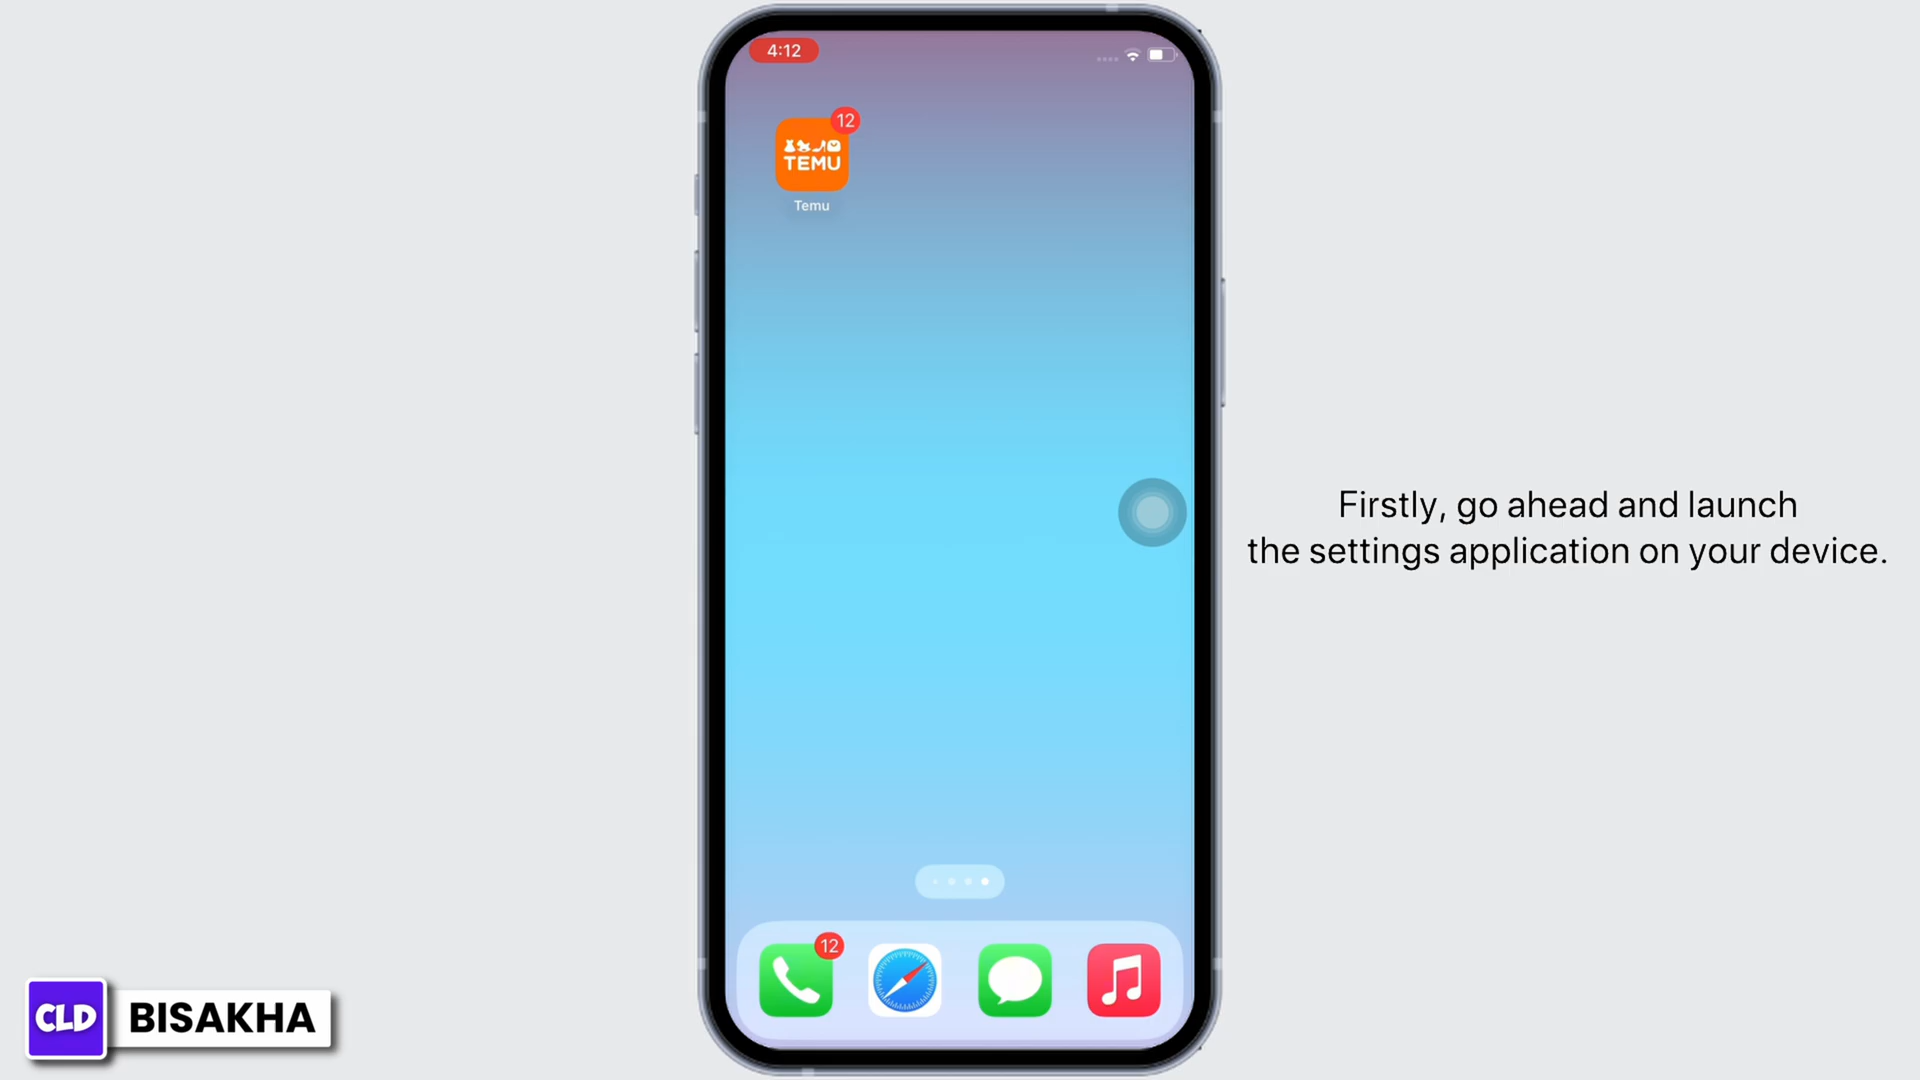 4:12
12
TEMU
Temu
Firstly, go ahead and launch
the settings application on your device.
12
CLD BISAKHA